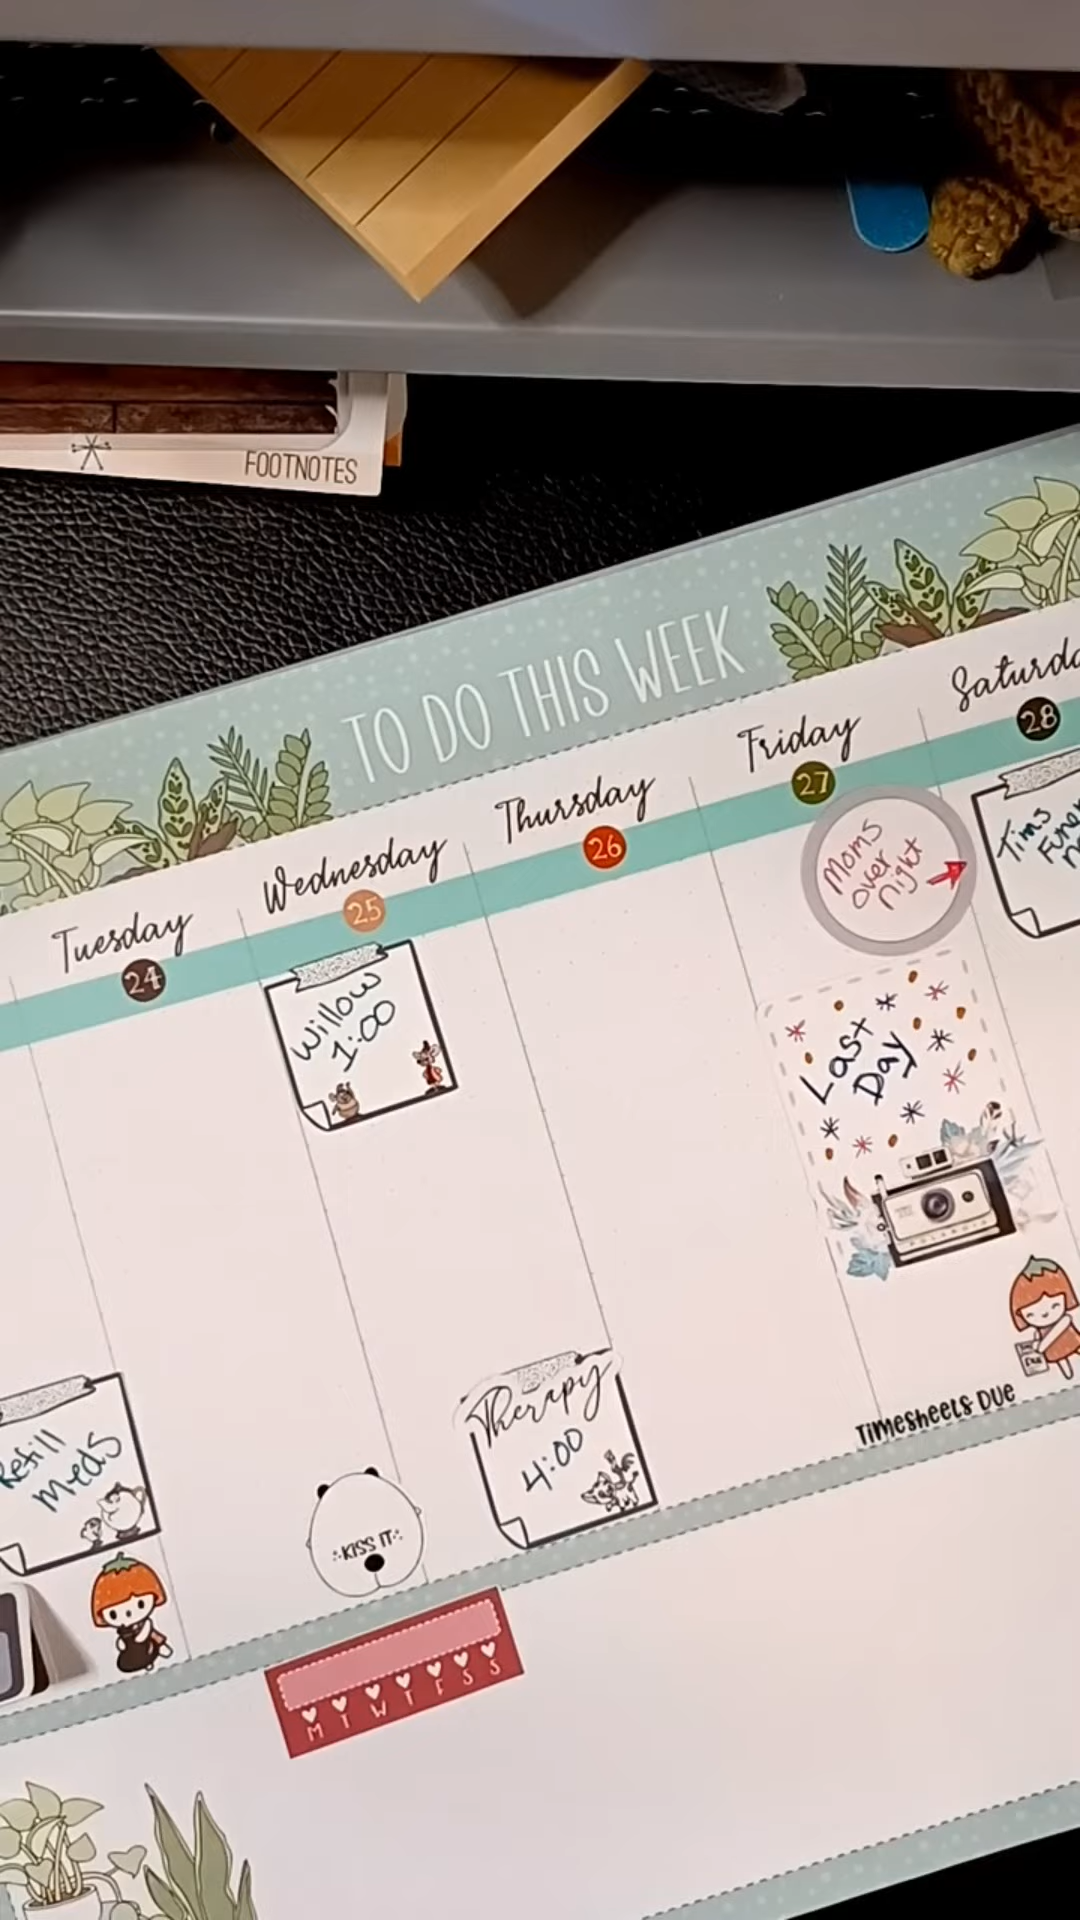 FOOTNOTES
TO DO THIS WEEK
Tuesday
24
Wednesday
25
Thursday
26
Friday
27
28
Refill
Meds
Willow
1:00
KISS IT
Therapy
4:00
Moms
over
night
Last
Day
POLAROID
Timesheets Due
Tims
M T W T F S S